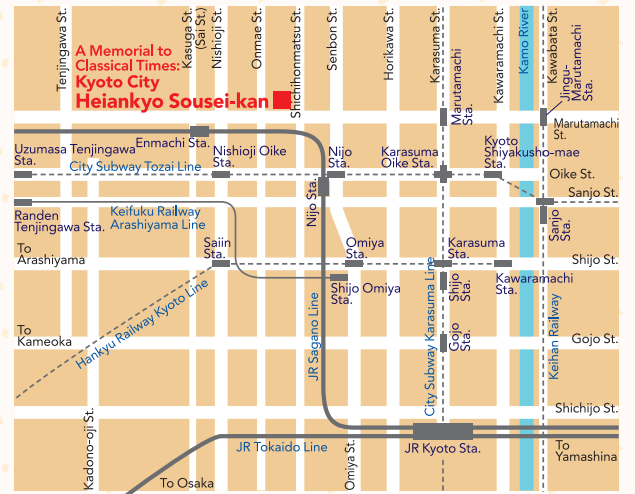 Tenjingawa St.
Kasuga St.
(Sai St.)
Nishioji St.
Onmae St.
Shichihonmatsu St.
Senbon St.
Horikawa St.
Karasuma St.
Kawaramachi St.
Kamo River
Kawabata St.
A Memorial to
Classical Times:
Kyoto City
Heiankyo Sousei-kan
Marutamachi
Sta.
Jingu-
Marutamachi
Sta.
Marutamachi
St.
Enmachi Sta.
Uzumasa Tenjingawa
Sta.
City Subway Tozai Line
Nishioji Oike
Sta.
Nijo
Sta.
Nijo Sta.
Karasuma
Oike Sta.
Kyoto
Shiyakusho-mae
Sta.
Oike St.
Sanjo St.
Randen
Tenjingawa Sta.
Keifuku Railway
Arashiyama Line
Sanjo
Sta.
To
Arashiyama
Saiin
Sta.
Omiya
Sta.
Karasuma
Sta.
Shijo St.
Shijo Omiya
Sta.
Shijo
Sta.
Kawaramachi
Sta.
Hankyu Railway Kyoto Line
JR Sagano Line
City Subway Karasuma Line
Keihan Railway
To
Kameoka
Gojo
Sta.
Gojo St.
Shichijo St.
Kadono-oji St.
JR Tokaido Line
Omiya St.
JR Kyoto Sta.
To
Yamashina
To Osaka